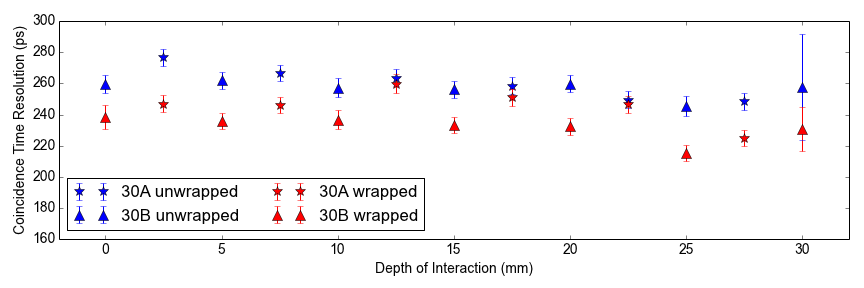 Coincidence Time Resolution (ps)
300
280
260
240
220
200
180
160
30A unwrapped 30A wrapped
30B unwrapped 30B wrapped
0 5 10 15 20 25 30
Depth of Interaction (mm)